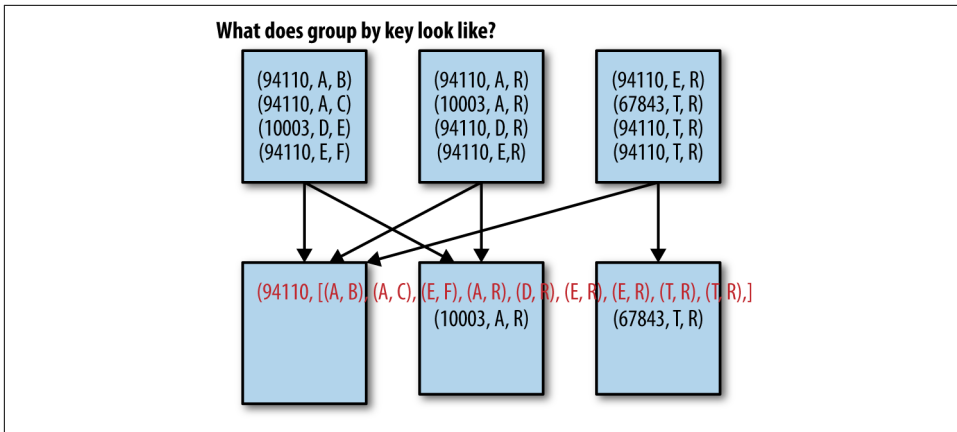 What does group by key look like?
(94110, A, B)
(94110, A, C)
(10003, D, E)
(94110, E, F)
(94110, A, R)
(10003, A, R)
(94110, D, R)
(94110, E,R)
(94110, E, R)
(67843, T, R)
(94110, T, R)
(94110, T, R)
(94110, [(A, B), (A, C), (E, F), (A, R), (D, R), (E, R), (E, R), (T, R), (T, R),]
(10003, A, R)
(67843, T, R)